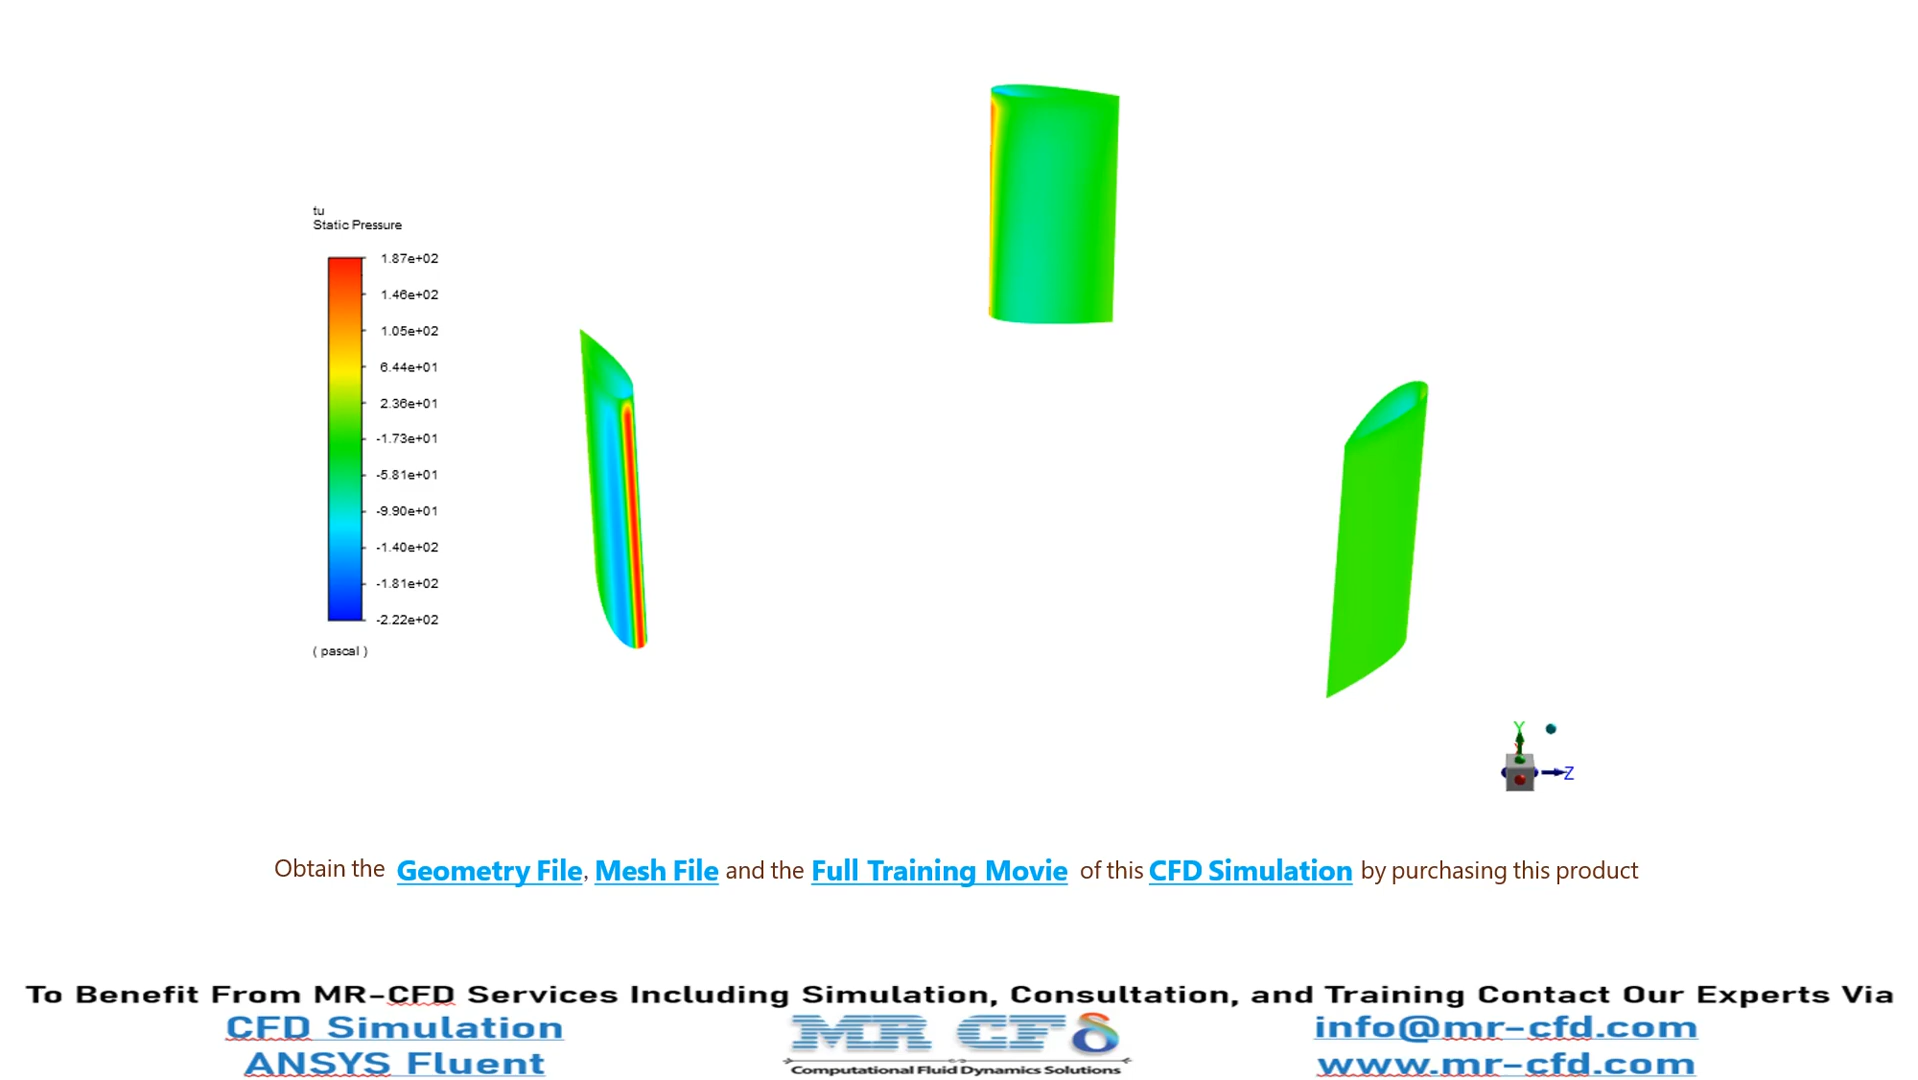 tu
Static Pressure
1.87e+02
1.46e+02
1.05e+02
6.44e+01
2.36e+01
-1.73e+01
-5.81e+01
-9.90e+01
-1.40e+02
-1.81e+02
-2.22e+02
( pascal )
Y
Z
Obtain the Geometry File, Mesh File and the Full Training Movie of this CFD Simulation by purchasing this product
To Benefit From MR-CFD Services Including Simulation, Consultation, and Training Contact Our Experts Via
CFD Simulation
ANSYS Fluent
MR CFδ
Computational Fluid Dynamics Solutions
info@mr-cfd.com
www.mr-cfd.com